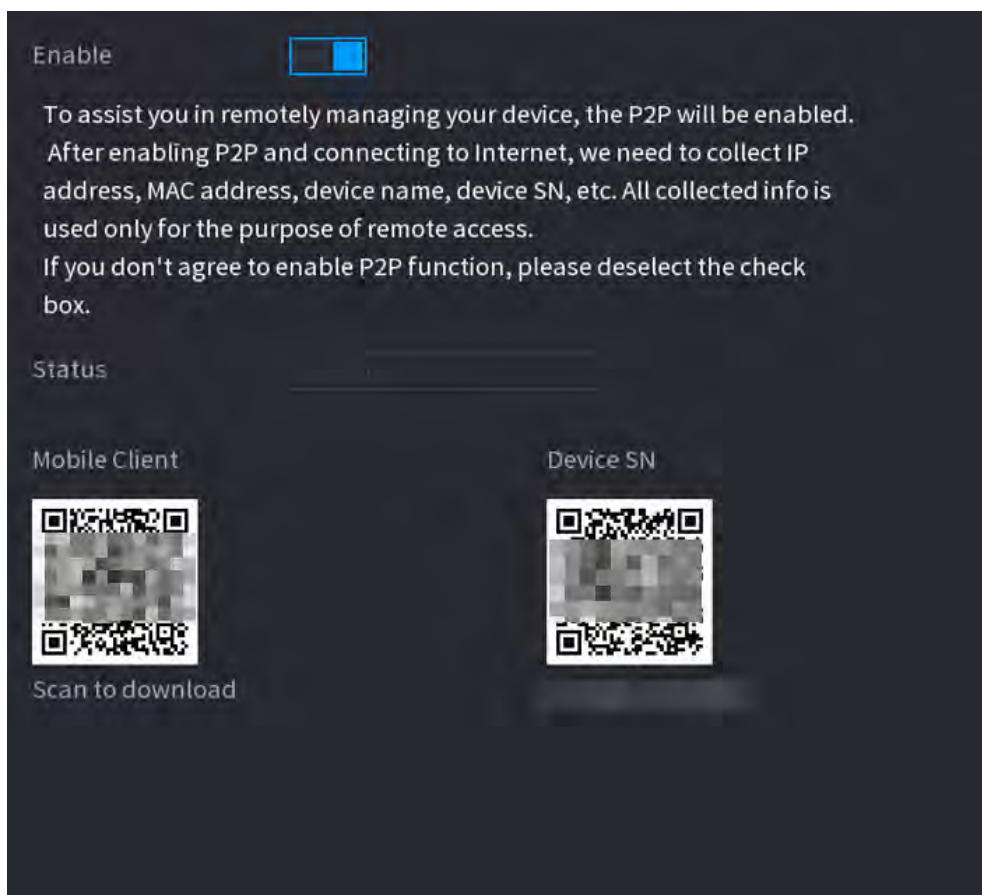 Enable
To assist you in remotely managing your device, the P2P will be enabled.
After enabling P2P and connecting to Internet, we need to collect IP
address, MAC address, device name, device SN, etc. All collected info is
used only for the purpose of remote access.
If you don't agree to enable P2P function, please deselect the check
box.
Status
Mobile Client
Device SN
Scan to download